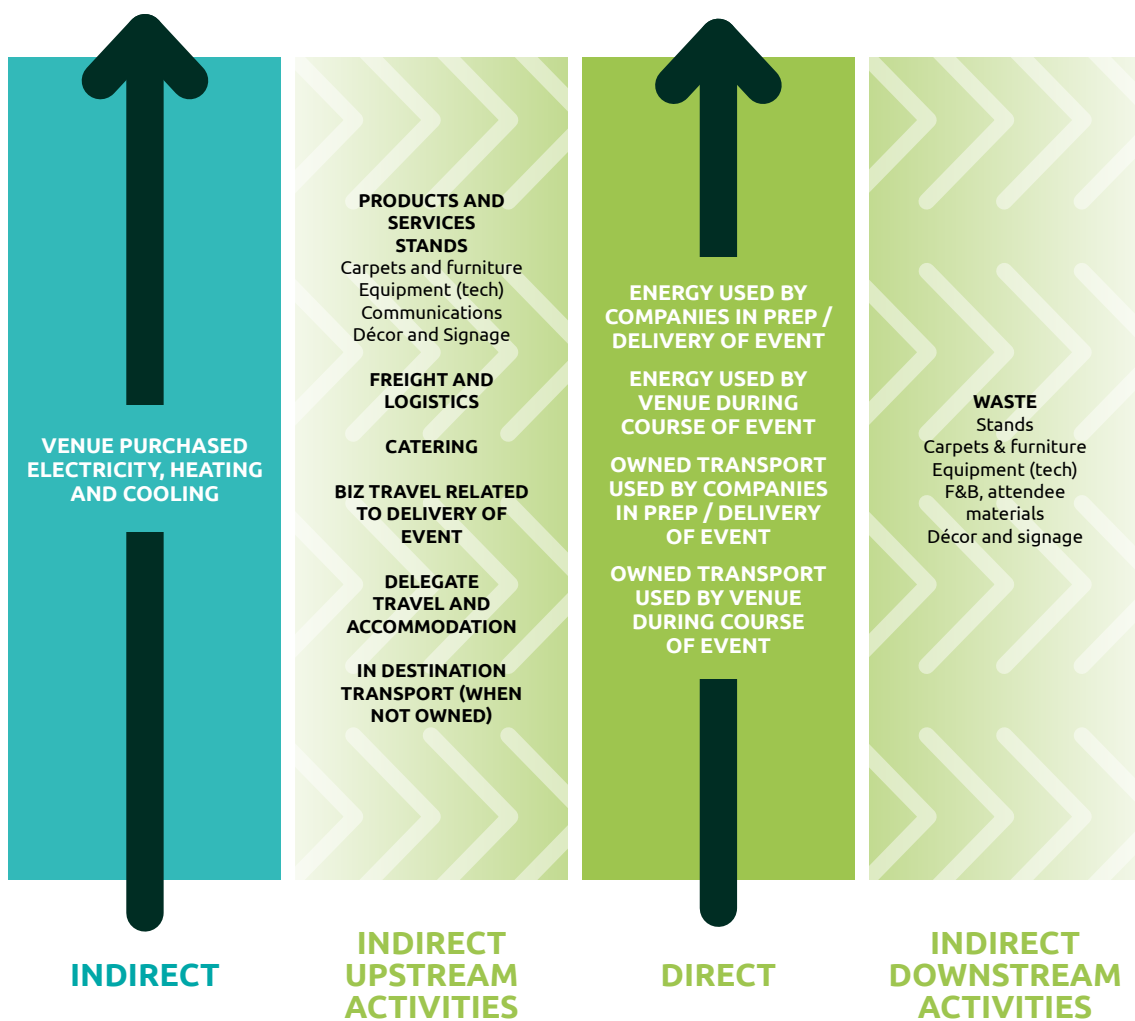 VENUE PURCHASED
ELECTRICITY, HEATING
AND COOLING
INDIRECT
PRODUCTS AND
SERVICES
STANDS
Carpets and furniture
Equipment (tech)
Communications
Décor and Signage
FREIGHT AND
LOGISTICS
CATERING
BIZ TRAVEL RELATED
TO DELIVERY OF
EVENT
DELEGATE
TRAVEL AND
ACCOMMODATION
IN DESTINATION
TRANSPORT (WHEN
NOT OWNED)
INDIRECT
UPSTREAM
ACTIVITIES
ENERGY USED BY
COMPANIES IN PREP /
DELIVERY OF EVENT
ENERGY USED BY
VENUE DURING
COURSE OF EVENT
OWNED TRANSPORT
USED BY COMPANIES
IN PREP / DELIVERY
OF EVENT
OWNED TRANSPORT
USED BY VENUE
DURING COURSE
OF EVENT
DIRECT
WASTE
Stands
Carpets & furniture
Equipment (tech)
F&B, attendee
materials
Décor and signage
INDIRECT
DOWNSTREAM
ACTIVITIES